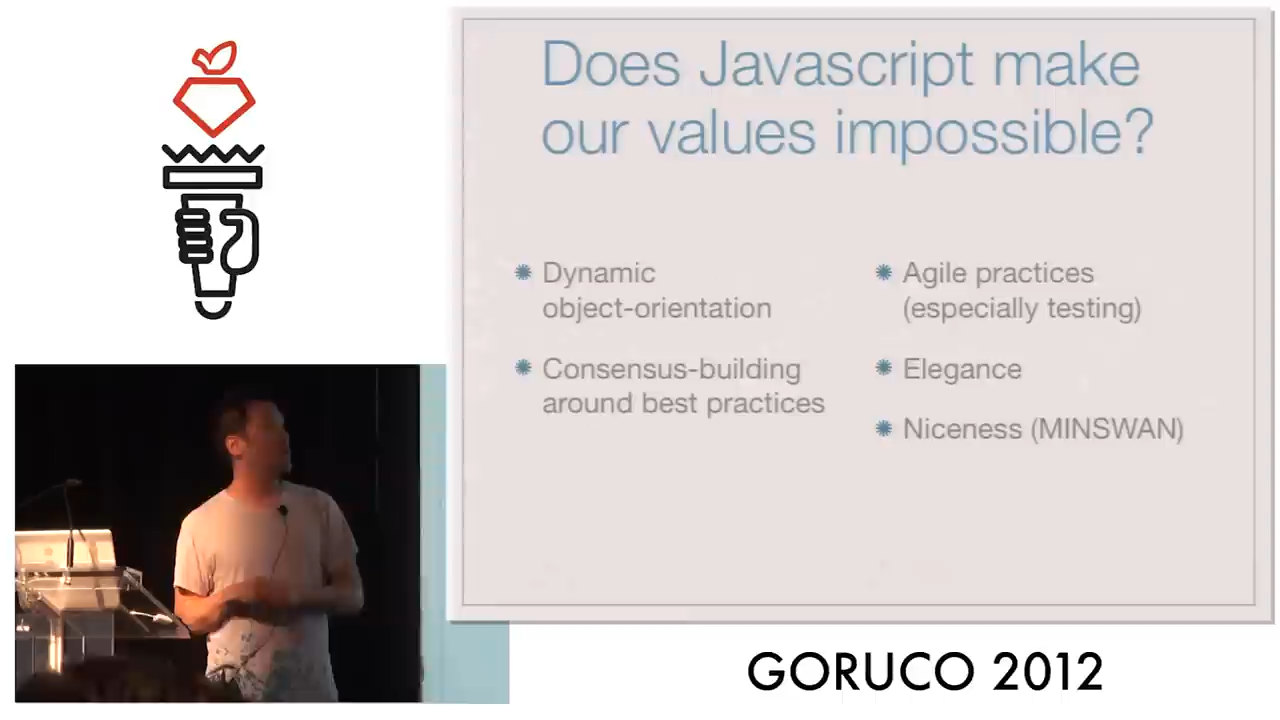 Does Javascript make
our values impossible?
Dynamic
object-orientation
Consensus-building
around best practices
Agile practices
(especially testing)
Elegance
Niceness (MINSWAN)
GORUCO 2012